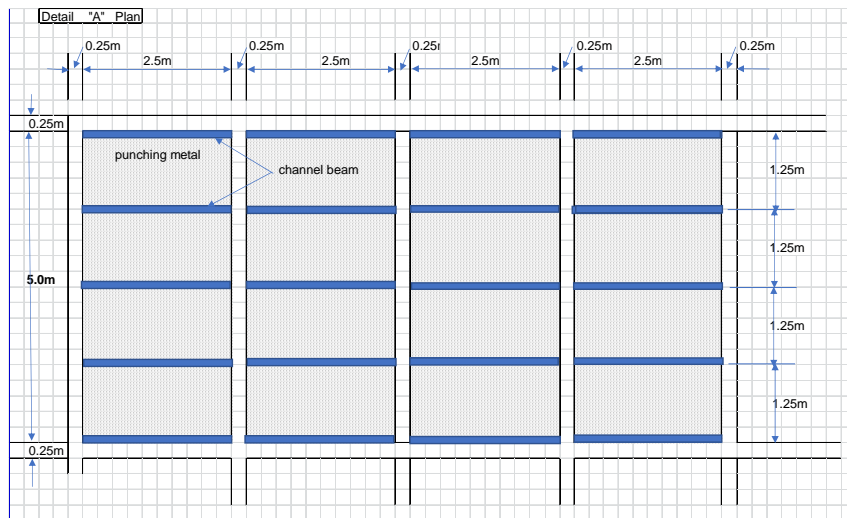 Detail "A" Plan
0.25m 0.25m 0.25m 0.25m 0.25m
2.5m 2.5m 2.5m 2.5m
0.25m
punching metal
channel beam
1.25m
1.25m
5.0m
1.25m
1.25m
0.25m